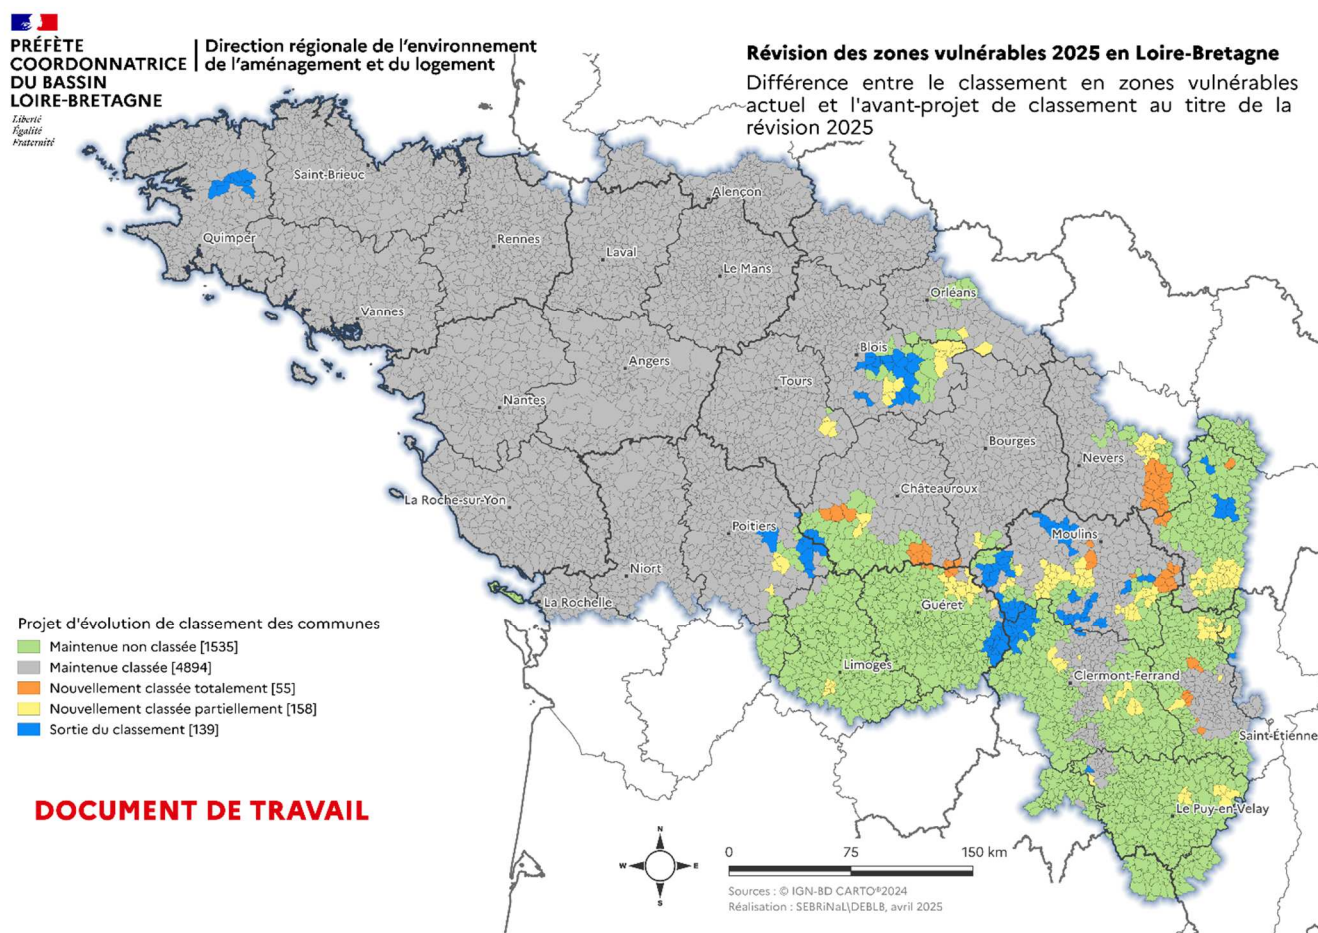 PRÉFÈTE
COORDONNATRICE
DU BASSIN
LOIRE-BRETAGNE
Liberté
Égalité
Fraternité
Direction régionale de l'environnement
de l'aménagement et du logement
Révision des zones vulnérables 2025 en Loire-Bretagne
Différence entre le classement en zones vulnérables
actuel et l'avant-projet de classement au titre de la
révision 2025
Saint-Brieuc
Alençon
Quimper
Rennes
Laval
Le Mans
Orléans
Vannes
Blois
Angers
Tours
Nantes
Bourges
Nevers
Châteauroux
La Roche-sur-Yon
Poitiers
Moulins
Niort
La Rochelle
Guéret
Limoges
Clermont-Ferrand
Saint-Étienne
Le Puy-en-Velay
Projet d'évolution de classement des communes
Maintenue non classée [1535]
Maintenue classée [4894]
Nouvellement classée totalement [55]
Nouvellement classée partiellement [158]
Sortie du classement [139]
DOCUMENT DE TRAVAIL
N
W E
S
0 75 150 km
Sources : © IGN-BD CARTO®2024
Réalisation : SEBRiNaL\DEBLB, avril 2025